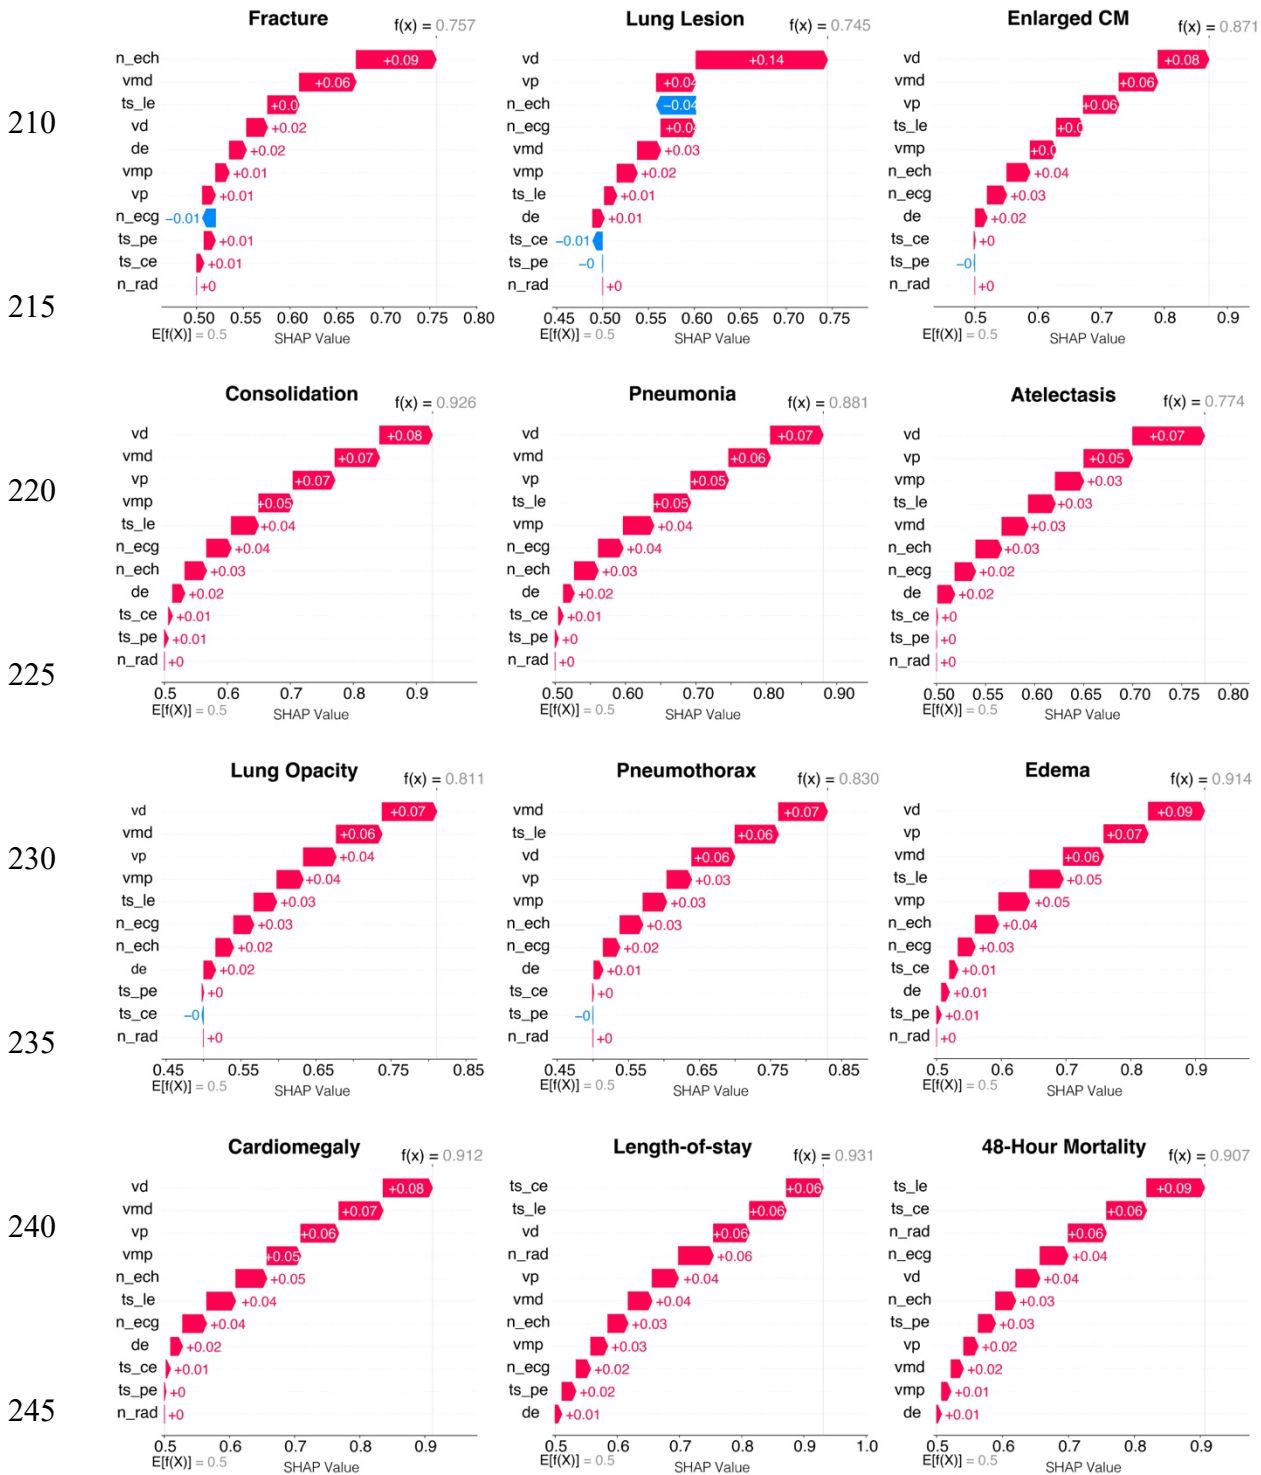 Fracture
f(x) = 0.757
n_ech +0.09
vmd +0.06
ts_le +0.0
vd +0.02
de +0.02
vmp +0.01
vp +0.01
n_ecg −0.01
ts_pe +0.01
ts_ce +0.01
n_rad +0
0.50 0.55 0.60 0.65 0.70 0.75 0.80
E[f(X)] = 0.5
SHAP Value
Lung Lesion
f(x) = 0.745
vd +0.14
vp +0.04
n_ech −0.04
n_ecg +0.0
vmd +0.03
vmp +0.02
ts_le +0.01
de +0.01
ts_ce −0.01
ts_pe −0
n_rad +0
0.45 0.50 0.55 0.60 0.65 0.70 0.75
E[f(X)] = 0.5
SHAP Value
Enlarged CM
f(x) = 0.871
vd +0.08
vmd +0.06
vp +0.06
ts_le +0.0
vmp +0.0
n_ech +0.04
n_ecg +0.03
de +0.02
ts_ce +0
ts_pe −0
n_rad +0
0.5 0.6 0.7 0.8 0.9
E[f(X)] = 0.5
SHAP Value
210
215
Consolidation
f(x) = 0.926
vd +0.08
vmd +0.07
vp +0.07
vmp +0.05
ts_le +0.04
n_ecg +0.04
n_ech +0.03
de +0.02
ts_ce +0.01
ts_pe +0.01
n_rad +0
0.5 0.6 0.7 0.8 0.9
E[f(X)] = 0.5
SHAP Value
Pneumonia
f(x) = 0.881
vd +0.07
vmd +0.06
vp +0.05
ts_le +0.05
vmp +0.04
n_ecg +0.04
n_ech +0.03
de +0.02
ts_ce +0.01
ts_pe +0
n_rad +0
0.50 0.60 0.70 0.80 0.90
E[f(X)] = 0.5
SHAP Value
Atelectasis
f(x) = 0.774
vd +0.07
vp +0.05
vmp +0.03
ts_le +0.03
vmd +0.03
n_ech +0.03
n_ecg +0.02
de +0.02
ts_ce +0
ts_pe +0
n_rad +0
0.50 0.55 0.60 0.65 0.70 0.75 0.80
E[f(X)] = 0.5
SHAP Value
220
225
Lung Opacity
f(x) = 0.811
vd +0.07
vmd +0.06
vp +0.04
vmp +0.04
ts_le +0.03
n_ecg +0.03
n_ech +0.02
de +0.02
ts_pe +0
ts_ce −0
n_rad +0
0.45 0.55 0.65 0.75 0.85
E[f(X)] = 0.5
SHAP Value
Pneumothorax
f(x) = 0.830
vmd +0.07
ts_le +0.06
vd +0.06
vp +0.03
vmp +0.03
n_ech +0.03
n_ecg +0.02
de +0.01
ts_ce +0
ts_pe −0
n_rad +0
0.45 0.55 0.65 0.75 0.85
E[f(X)] = 0.5
SHAP Value
Edema
f(x) = 0.914
vd +0.09
vp +0.07
vmd +0.06
ts_le +0.05
vmp +0.05
n_ech +0.04
n_ecg +0.03
ts_ce +0.01
de +0.01
ts_pe +0.01
n_rad +0
0.5 0.6 0.7 0.8 0.9
E[f(X)] = 0.5
SHAP Value
230
235
Cardiomegaly
f(x) = 0.912
vd +0.08
vmd +0.07
vp +0.06
vmp +0.05
n_ech +0.05
ts_le +0.04
n_ecg +0.04
de +0.02
ts_ce +0.01
ts_pe +0
n_rad +0
0.5 0.6 0.7 0.8 0.9
E[f(X)] = 0.5
SHAP Value
Length-of-stay
f(x) = 0.931
ts_ce +0.06
ts_le +0.06
vd +0.06
n_rad +0.06
vp +0.04
vmd +0.04
n_ech +0.03
vmp +0.03
n_ecg +0.02
ts_pe +0.02
de +0.01
0.5 0.6 0.7 0.8 0.9 1.0
E[f(X)] = 0.5
SHAP Value
48-Hour Mortality
f(x) = 0.907
ts_le +0.09
ts_ce +0.06
n_rad +0.06
n_ecg +0.04
vd +0.04
n_ech +0.03
ts_pe +0.03
vp +0.02
vmd +0.02
vmp +0.01
de +0.01
0.5 0.6 0.7 0.8 0.9
E[f(X)] = 0.5
SHAP Value
240
245